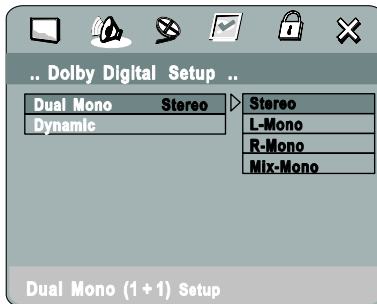 .. Dolby Digital Setup ..
Dual Mono Stereo
Dynamic
Stereo
L-Mono
R-Mono
Mix-Mono
Dual Mono (1 + 1) Setup